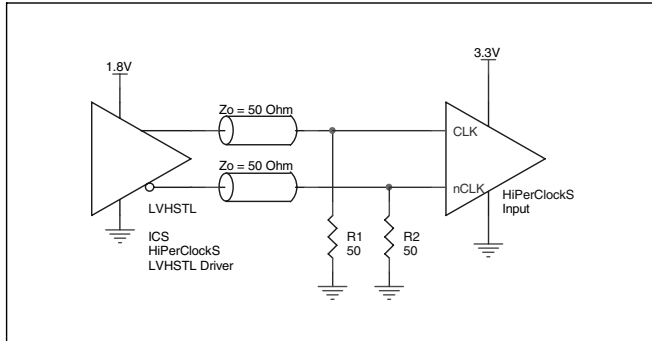 1.8V
3.3V
Zo = 50 Ohm
CLK
Zo = 50 Ohm
nCLK
HiPerClockS
Input
LVHSTL
ICS
HiPerClockS
LVHSTL Driver
R1
50
R2
50